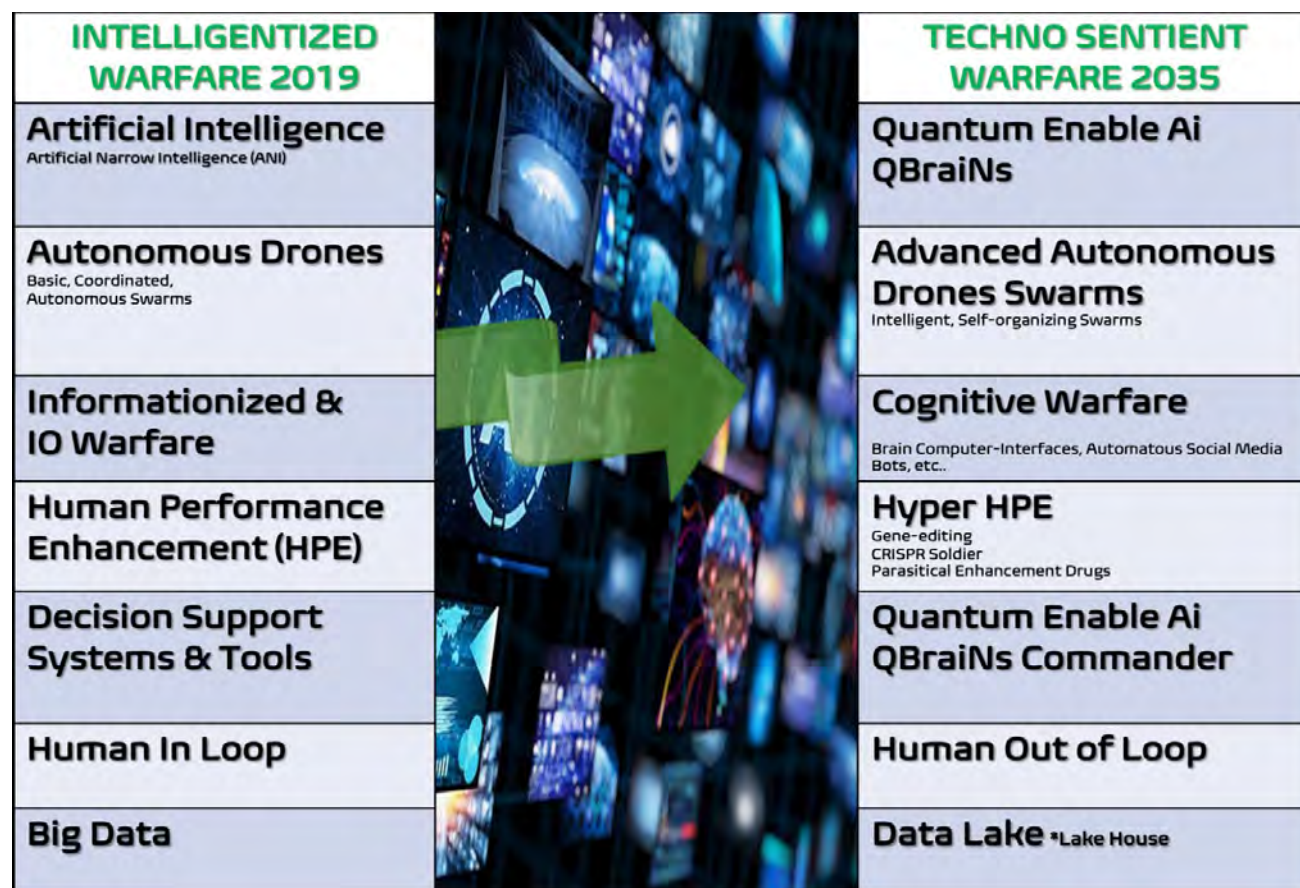 INTELLIGENTIZED
WARFARE 2019
Artificial Intelligence
Artificial Narrow Intelligence (ANI)
Autonomous Drones
Basic, Coordinated,
Autonomous Swarms
Informationized &
IO Warfare
Human Performance
Enhancement (HPE)
Decision Support
Systems & Tools
Human In Loop
Big Data
TECHNO SENTIENT
WARFARE 2035
Quantum Enable Ai
QBraiNs
Advanced Autonomous
Drones Swarms
Intelligent, Self-organizing Swarms
Cognitive Warfare
Brain Computer-Interfaces, Automatous Social Media
Bots, etc..
Hyper HPE
Gene-editing
CRISPR Soldier
Parasitical Enhancement Drugs
Quantum Enable Ai
QBraiNs Commander
Human Out of Loop
Data Lake *Lake House